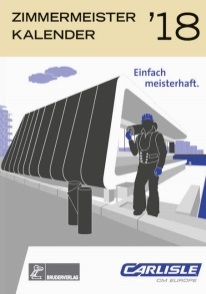 ZIMMERMEISTER
KALENDER
’18
Einfach
meisterhaft.
BRUDERVERLAG
CARLISLE
CM EUROPE